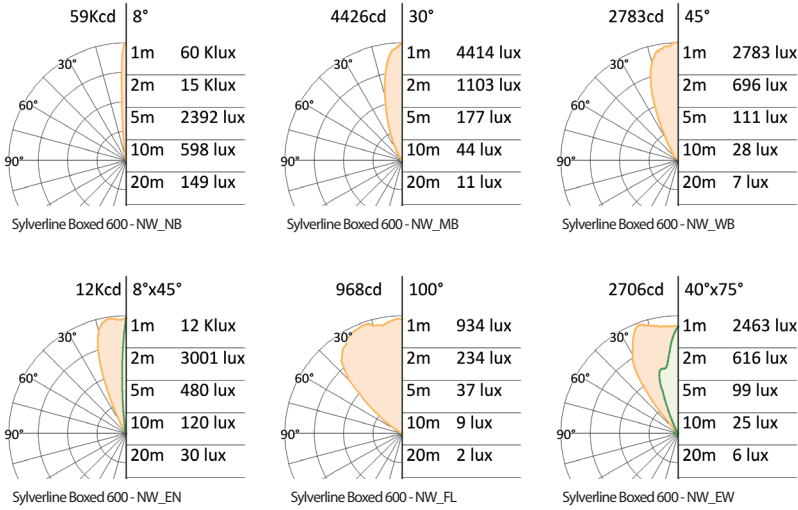 59Kcd 8°
30° 1m 60 Klux
2m 15 Klux
60° 5m 2392 lux
10m 598 lux
90°
20m 149 lux
Sylverline Boxed 600 - NW_NB
4426cd 30°
30° 1m 4414 lux
2m 1103 lux
60° 5m 177 lux
10m 44 lux
90°
20m 11 lux
Sylverline Boxed 600 - NW_MB
2783cd 45°
30° 1m 2783 lux
2m 696 lux
60° 5m 111 lux
10m 28 lux
90°
20m 7 lux
Sylverline Boxed 600 - NW_WB
12Kcd 8°x45°
30° 1m 12 Klux
2m 3001 lux
60° 5m 480 lux
10m 120 lux
90°
20m 30 lux
Sylverline Boxed 600 - NW_EN
968cd 100°
30° 1m 934 lux
2m 234 lux
60° 5m 37 lux
10m 9 lux
90°
20m 2 lux
Sylverline Boxed 600 - NW_FL
2706cd 40°x75°
30° 1m 2463 lux
2m 616 lux
60° 5m 99 lux
10m 25 lux
90°
20m 6 lux
Sylverline Boxed 600 - NW_EW